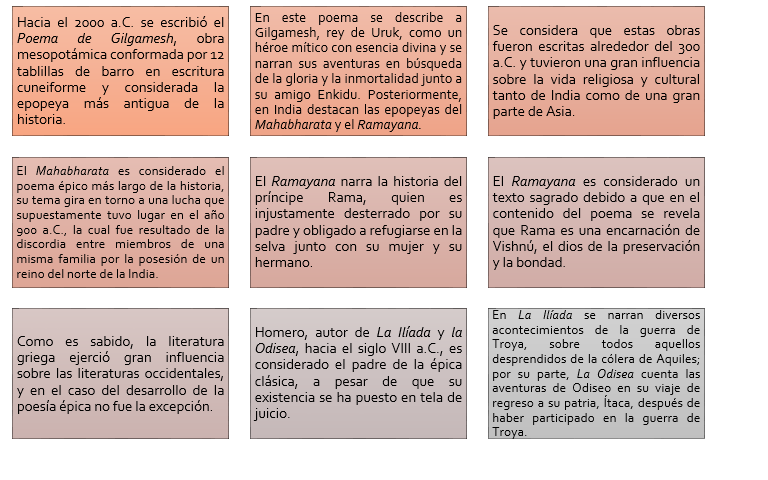 Hacia el 2000 a.C. se escribió el
Poema de Gilgamesh, obra
mesopotámica conformada por 12
tablillas de barro en escritura
cuneiforme y considerada la
epopeya más antigua de la
historia.
En este poema se describe a
Gilgamesh, rey de Uruk, como un
héroe mítico con esencia divina y se
narran sus aventuras en búsqueda
de la gloria y la inmortalidad junto a
su amigo Enkidu. Posteriormente,
en India destacan las epopeyas del
Mahabharata y el Ramayana.
Se considera que estas obras
fueron escritas alrededor del 300
a.C. y tuvieron una gran influencia
sobre la vida religiosa y cultural
tanto de India como de una gran
parte de Asia.
El Mahabharata es considerado el
poema épico más largo de la historia,
su tema gira en torno a una lucha que
supuestamente tuvo lugar en el año
900 a.C., la cual fue resultado de la
discordia entre miembros de una
misma familia por la posesión de un
reino del norte de la India.
El Ramayana narra la historia del
príncipe Rama, quien es
injustamente desterrado por su
padre y obligado a refugiarse en la
selva junto con su mujer y su
hermano.
El Ramayana es considerado un
texto sagrado debido a que en el
contenido del poema se revela
que Rama es una encarnación de
Vishnú, el dios de la preservación
y la bondad.
Como es sabido, la literatura
griega ejerció gran influencia
sobre las literaturas occidentales,
y en el caso del desarrollo de la
poesía épica no fue la excepción.
Homero, autor de La Ilíada y la
Odisea, hacia el siglo VIII a.C., es
considerado el padre de la épica
clásica, a pesar de que su
existencia se ha puesto en tela de
juicio.
En La Ilíada se narran diversos
acontecimientos de la guerra de
Troya, sobre todos aquellos
desprendidos de la cólera de Aquiles;
por su parte, La Odisea cuenta las
aventuras de Odiseo en su viaje de
regreso a su patria, Ítaca, después de
haber participado en la guerra de
Troya.